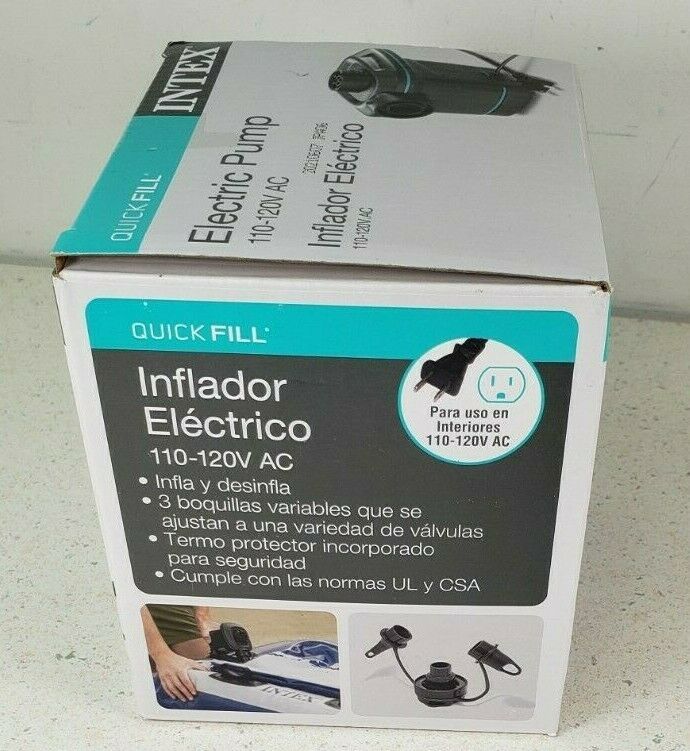 INTEX
QUICK FILL
Electric Pump
110-120V AC
Inflador Eléctrico
110-120V AC
QUICK FILL
Inflador
Eléctrico
110-120V AC
• Infla y desinfla
• 3 boquillas variables que se
ajustan a una variedad de válvulas
• Termo protector incorporado
para seguridad
• Cumple con las normas UL y CSA
Para uso en
Interiores
110-120V AC
INTEX